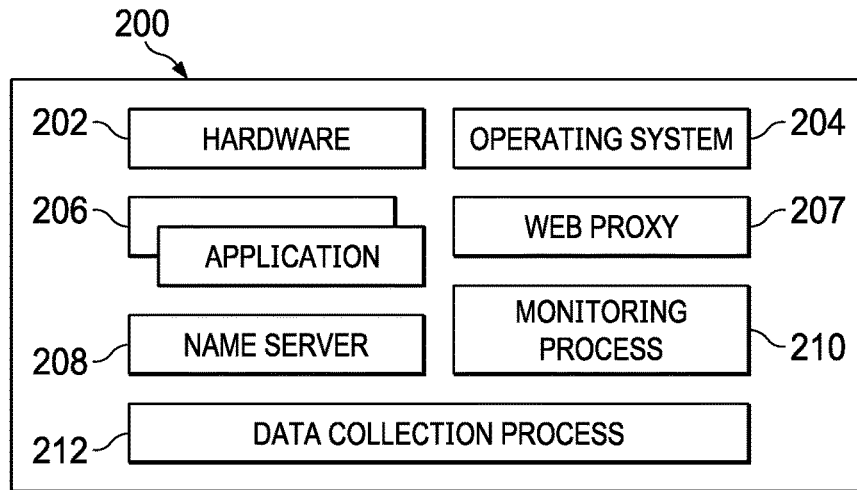 200
202 HARDWARE OPERATING SYSTEM 204
206 APPLICATION WEB PROXY 207
208 NAME SERVER MONITORING PROCESS 210
212 DATA COLLECTION PROCESS